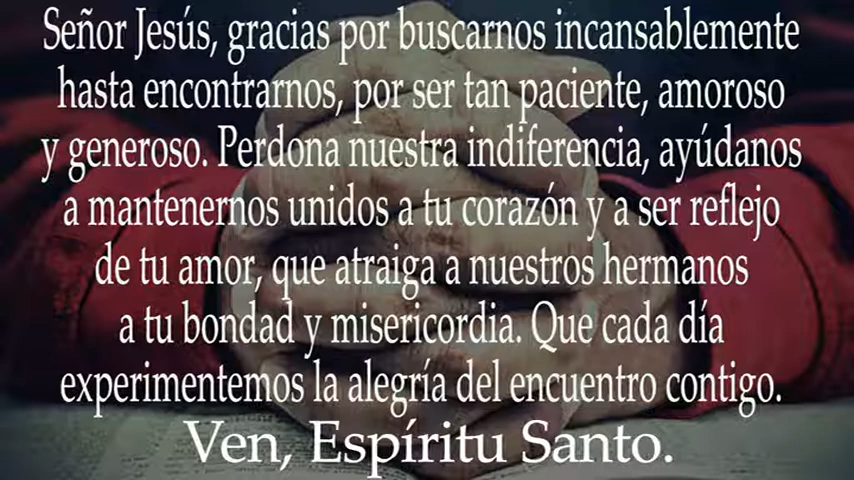 Señor Jesús, gracias por buscarnos incansablemente
hasta encontrarnos, por ser tan paciente, amoroso
y generoso. Perdona nuestra indiferencia, ayúdanos
a mantenernos unidos a tu corazón y a ser reflejo
de tu amor, que atraiga a nuestros hermanos
a tu bondad y misericordia. Que cada día
experimentemos la alegría del encuentro contigo.
Ven, Espíritu Santo.